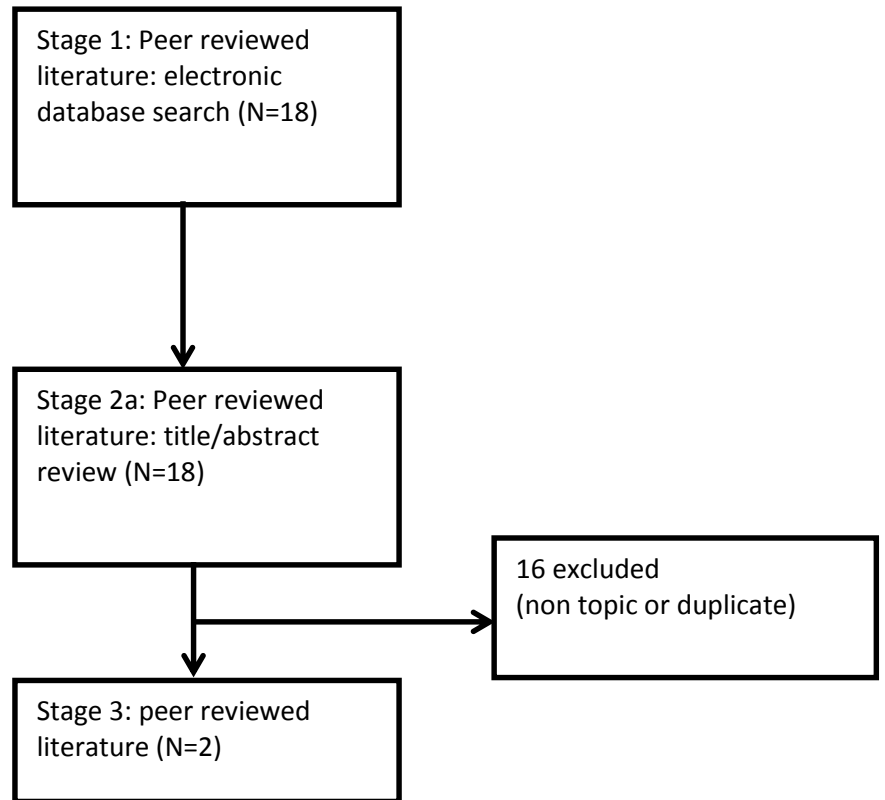 Stage 1: Peer reviewed
literature: electronic
database search (N=18)
Stage 2a: Peer reviewed
literature: title/abstract
review (N=18)
16 excluded
(non topic or duplicate)
Stage 3: peer reviewed
literature (N=2)